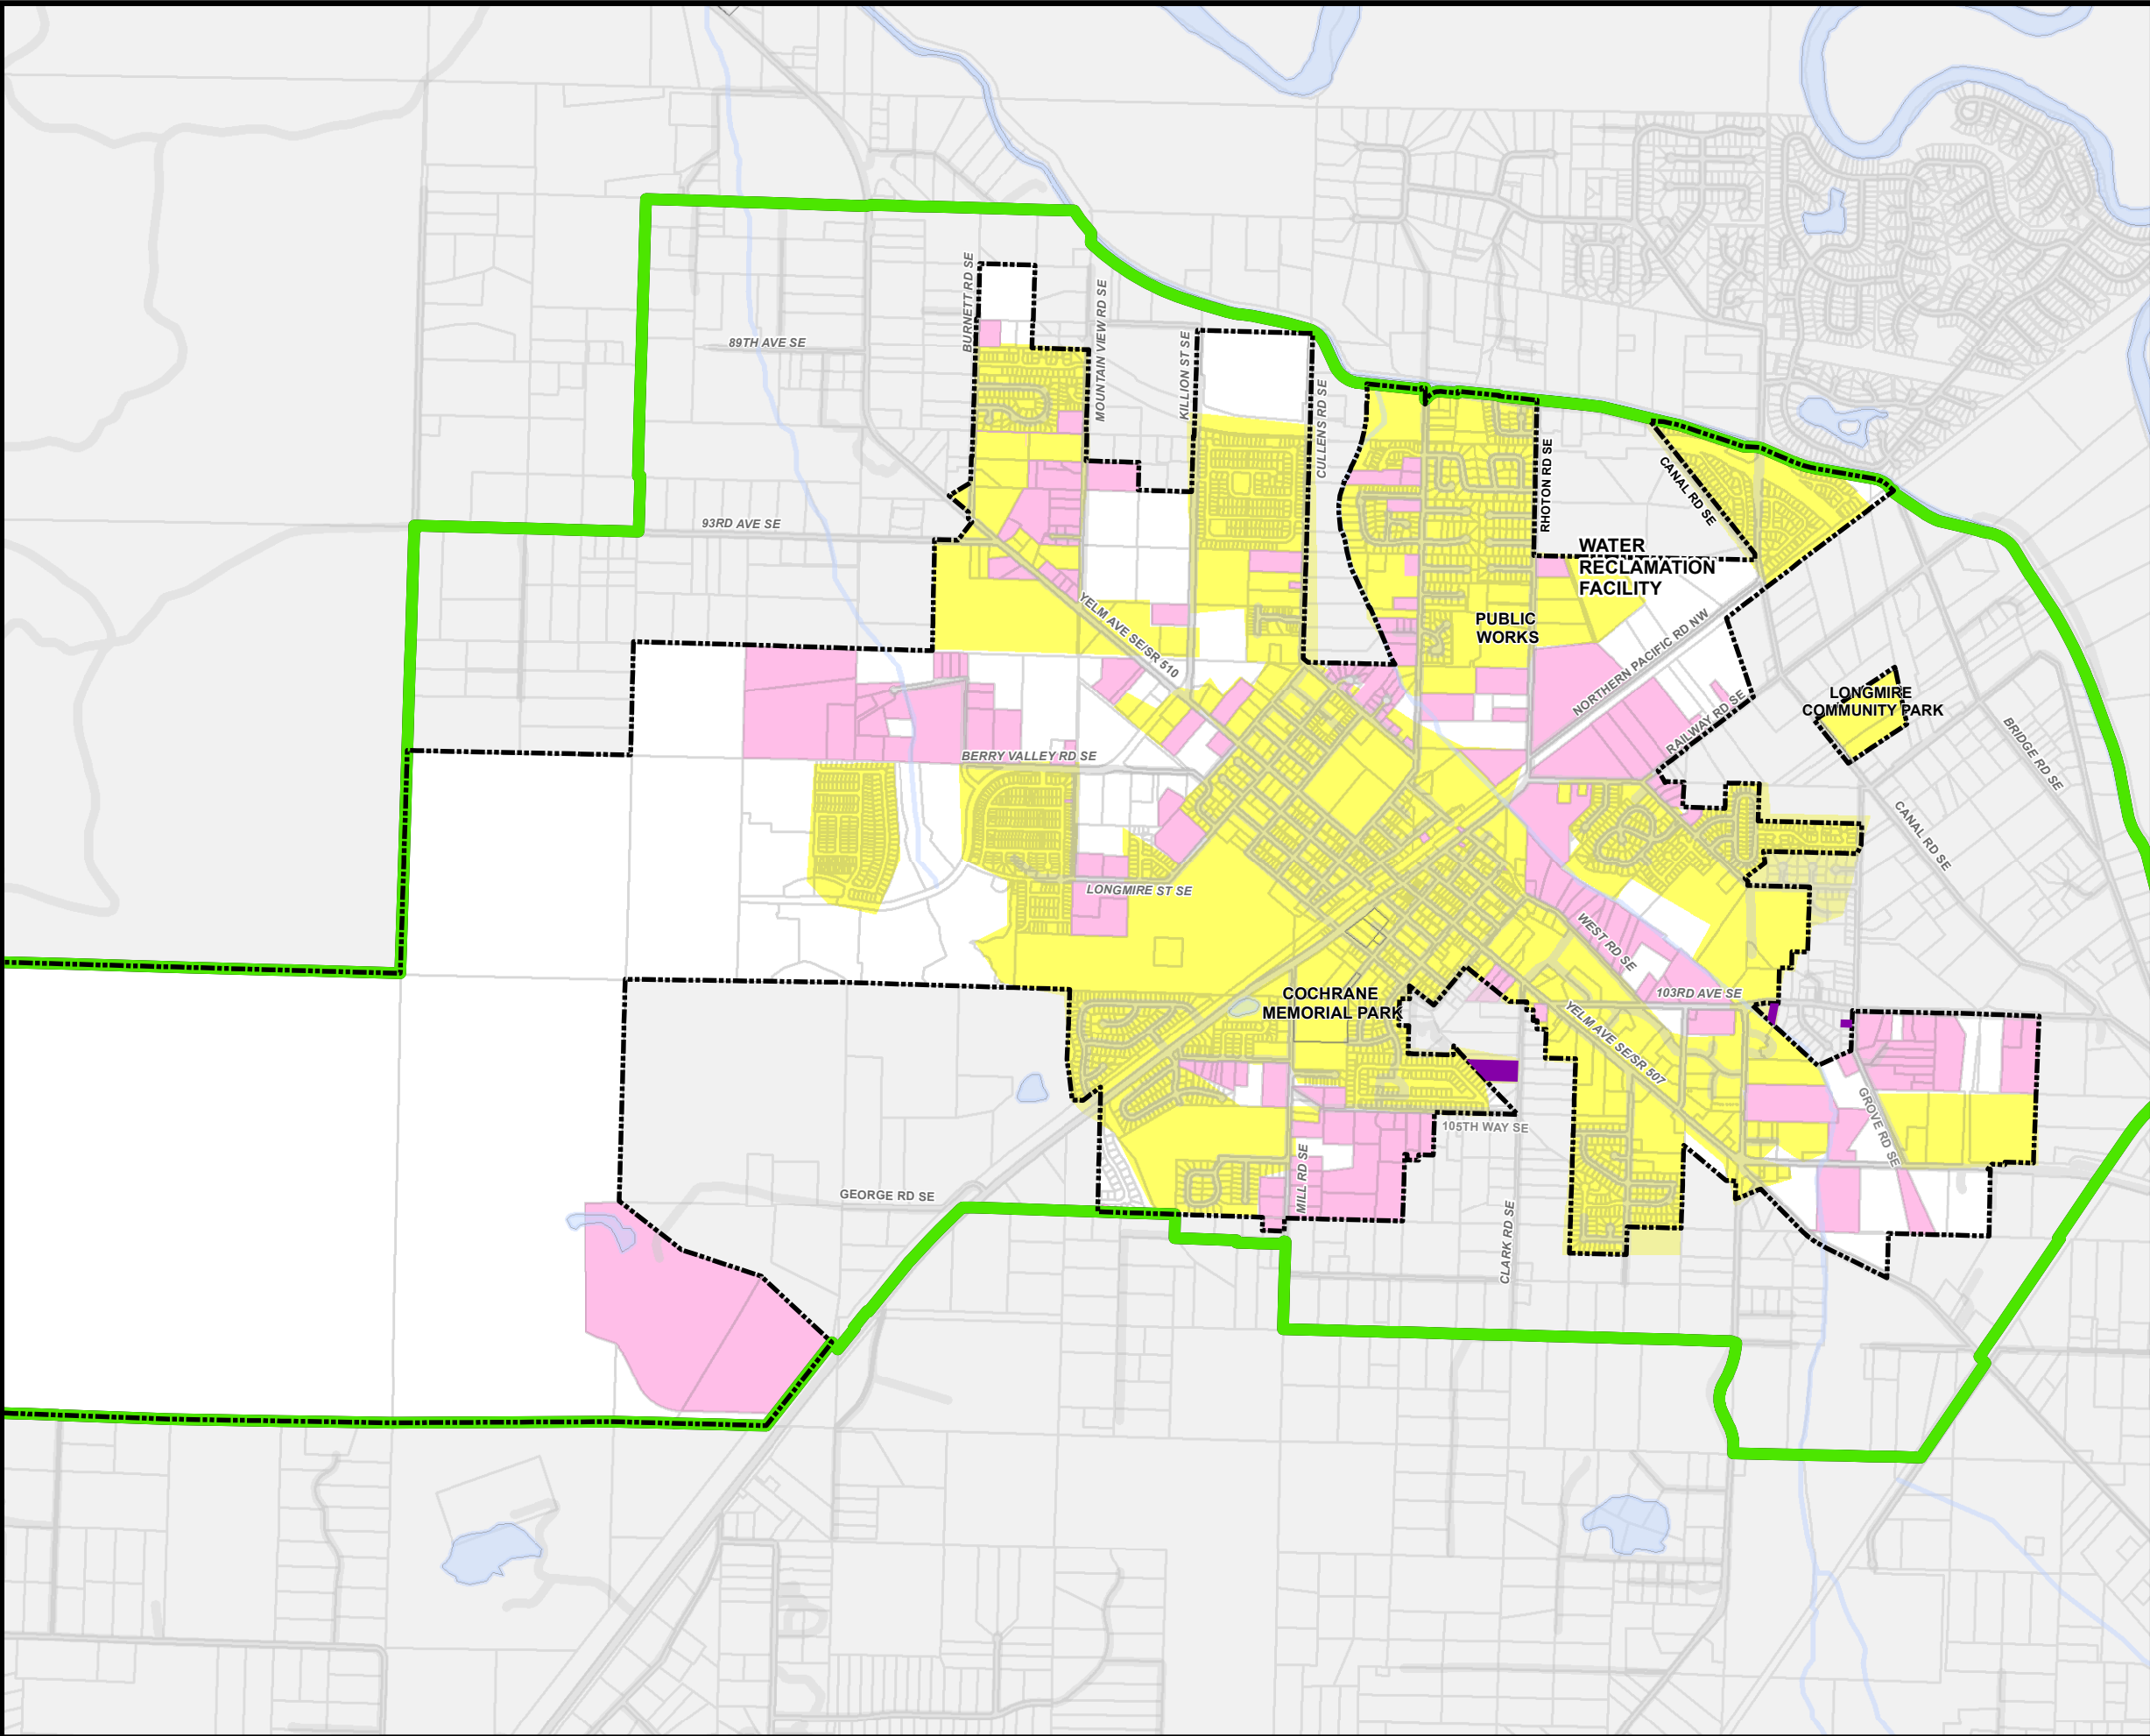 BURNETT RD SE
MOUNTAIN VIEW RD SE
89TH AVE SE
KILLION ST SE
CULLENS RD SE
RHOTON RD SE
CANAL RD SE
93RD AVE SE
WATER
RECLAMATION
FACILITY
YELM AVE SE/SR 510
PUBLIC
WORKS
NORTHERN PACIFIC RD NW
LONGMIRE
COMMUNITY PARK
RAILWAY RD SE
BRIDGE RD SE
BERRY VALLEY RD SE
CANAL RD SE
LONGMIRE ST SE
WEST RD SE
COCHRANE
MEMORIAL PARK
103RD AVE SE
YELM AVE SE/SR 507
GROVE RD SE
105TH WAY SE
MILL RD SE
GEORGE RD SE
CLARK RD SE